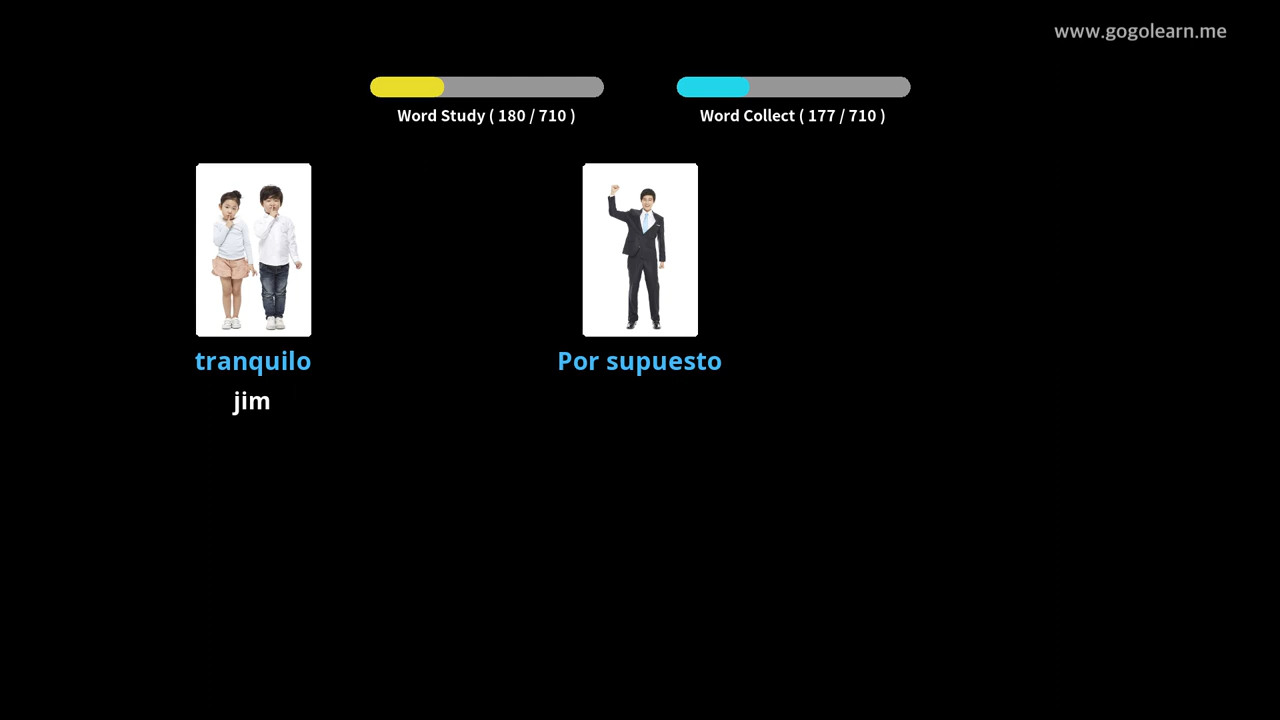 www.gogolearn.me
Word Study ( 180 / 710 )
Word Collect ( 177 / 710 )
tranquilo
Por supuesto
jim